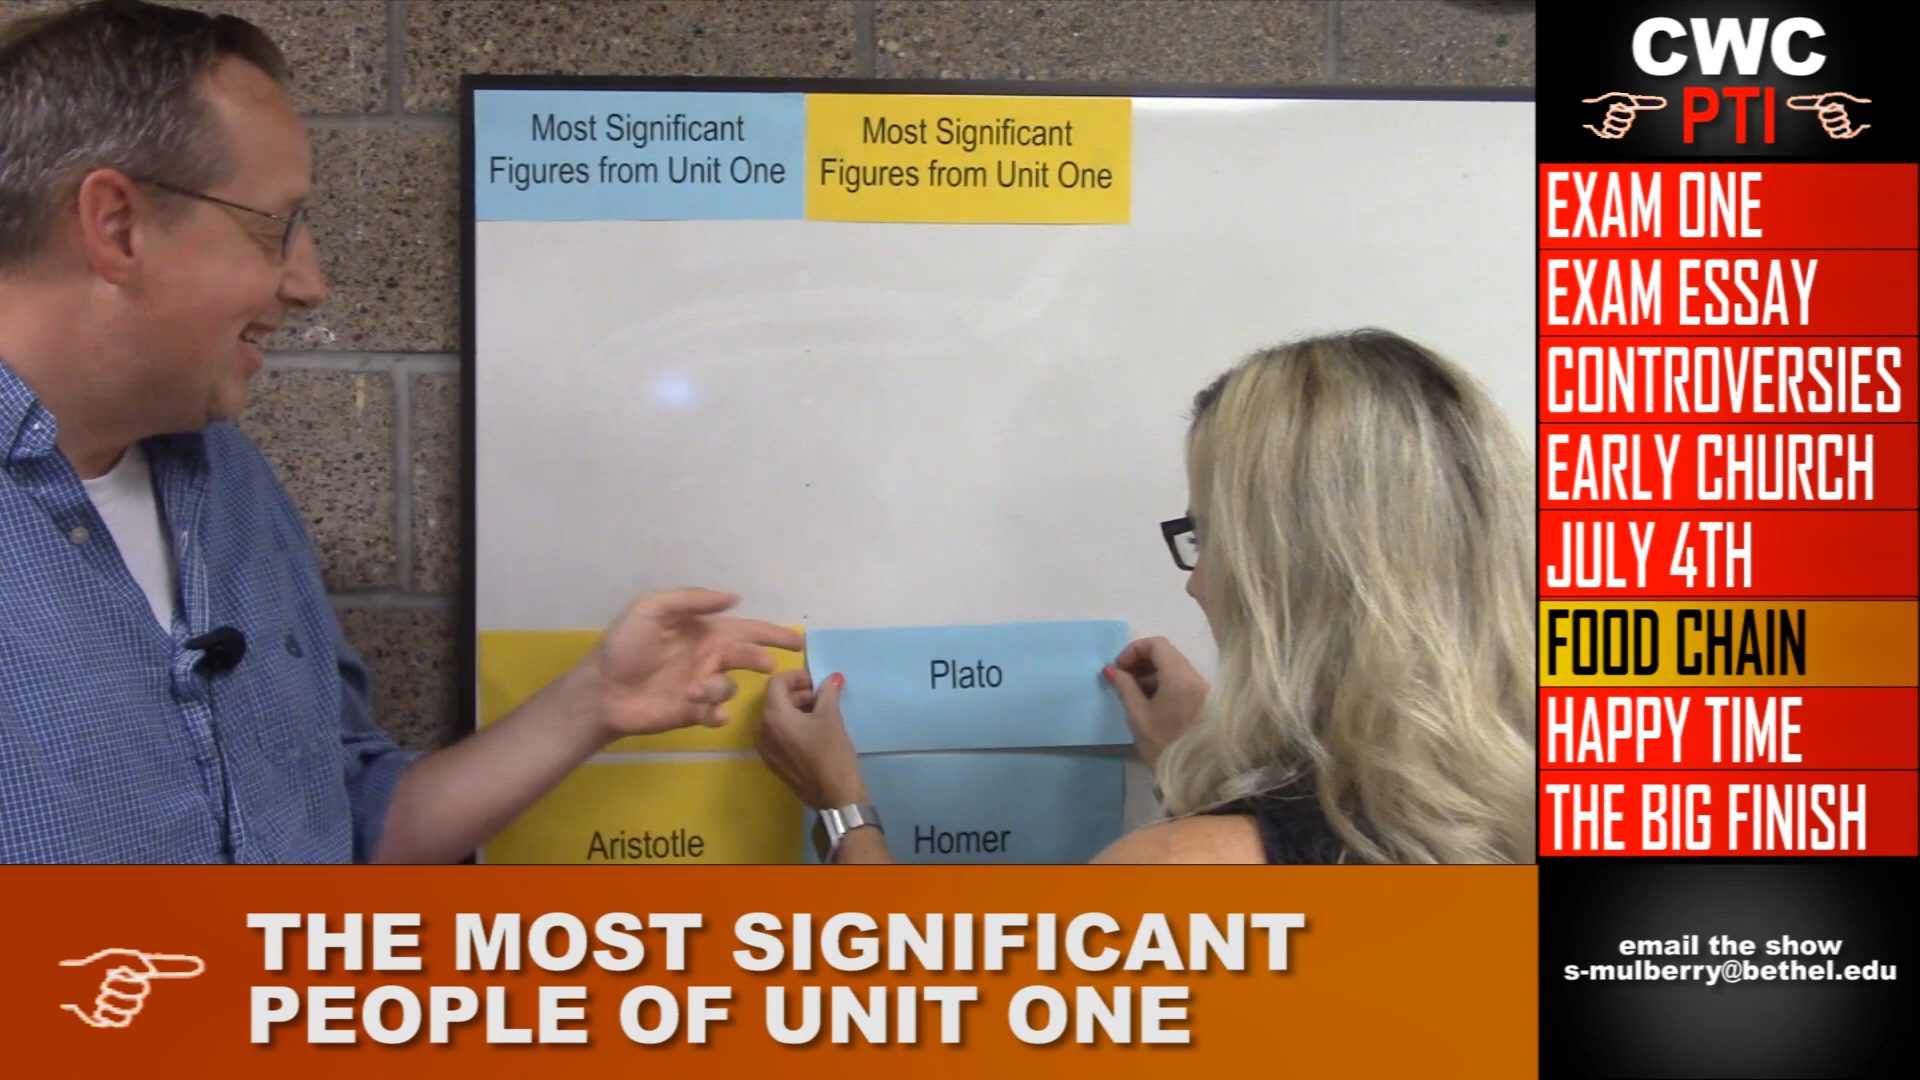 Most Significant
Figures from Unit One
Most Significant
Figures from Unit One
Plato
Aristotle
Homer
CWC
PTI
EXAM ONE
EXAM ESSAY
CONTROVERSIES
EARLY CHURCH
JULY 4TH
FOOD CHAIN
HAPPY TIME
THE BIG FINISH
email the show
s-mulberry@bethel.edu
THE MOST SIGNIFICANT
PEOPLE OF UNIT ONE